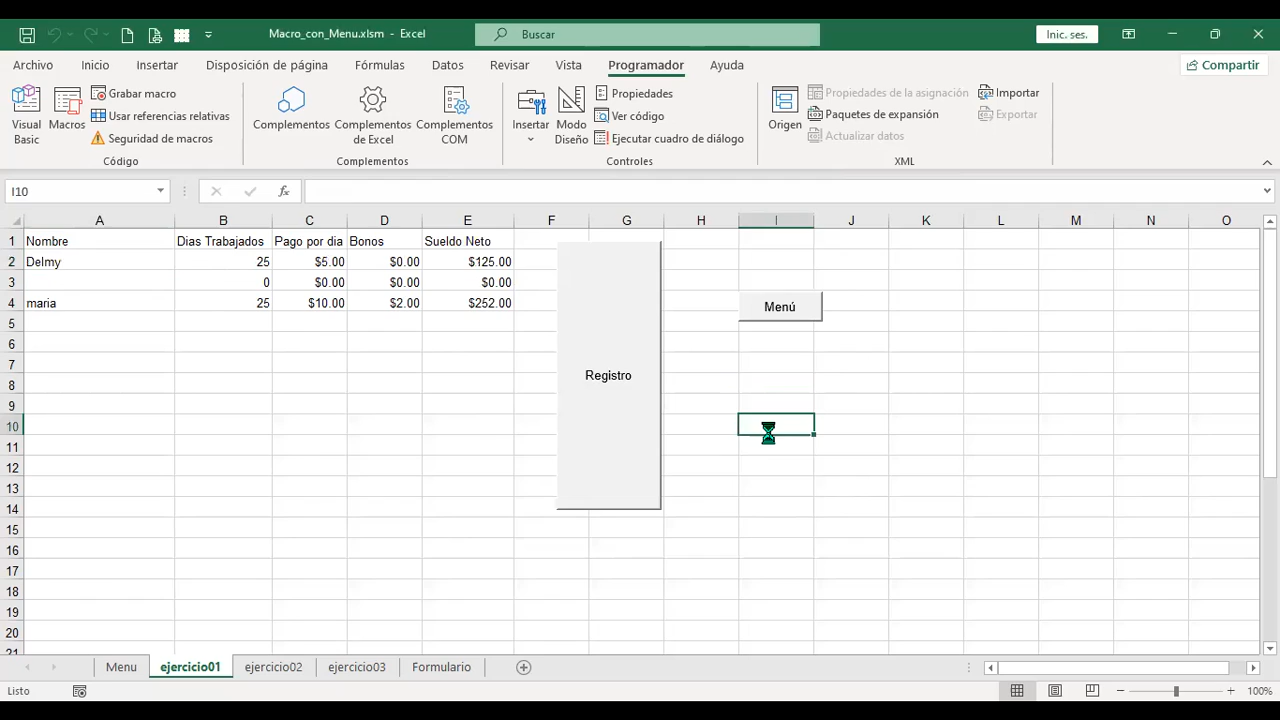 Macro_con_Menu.xlsm - Excel
Buscar
Inic. ses.
Archivo Inicio Insertar Disposición de página Fórmulas Datos Revisar Vista Programador Ayuda Compartir
Visual Basic
Macros
Grabar macro
Usar referencias relativas
Seguridad de macros
Código
Complementos
Complementos de Excel
Complementos COM
Complementos
Insertar
Modo Diseño
Propiedades
Ver código
Ejecutar cuadro de diálogo
Controles
Origen
Propiedades de la asignación
Paquetes de expansión
Actualizar datos
Importar
Exportar
XML
I10
fx
A B C D E F G H I J K L M N O
1 Nombre Dias Trabajados Pago por dia Bonos Sueldo Neto
2 Delmy 25 $5.00 $0.00 $125.00
3 0 $0.00 $0.00 $0.00
4 maria 25 $10.00 $2.00 $252.00
Menú
5
6
7
Registro
8
9
10
11
12
13
14
15
16
17
18
19
20
21
Menu ejercicio01 ejercicio02 ejercicio03 Formulario
Listo
100%